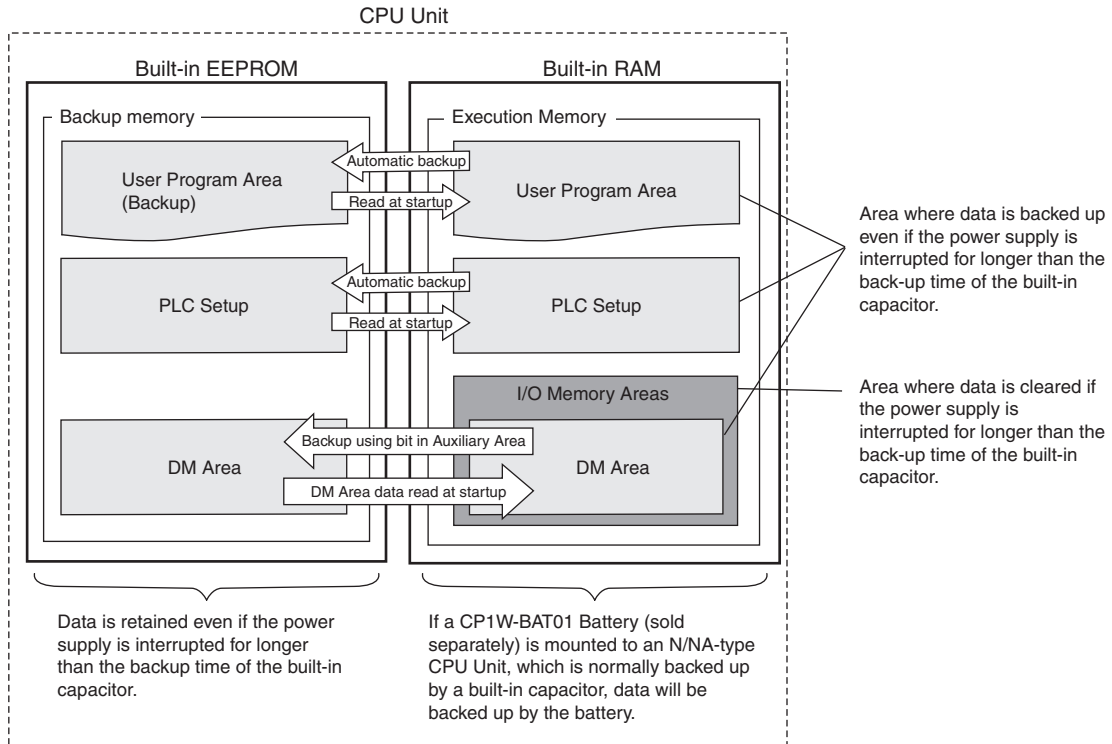 CPU Unit
Built-in EEPROM
Built-in RAM
Backup memory
Execution Memory
User Program Area
(Backup)
Automatic backup
Read at startup
User Program Area
PLC Setup
Automatic backup
Read at startup
PLC Setup
I/O Memory Areas
DM Area
Backup using bit in Auxiliary Area
DM Area data read at startup
DM Area
Area where data is backed up
even if the power supply is
interrupted for longer than the
back-up time of the built-in
capacitor.
Area where data is cleared if
the power supply is
interrupted for longer than the
back-up time of the built-in
capacitor.
Data is retained even if the power
supply is interrupted for longer
than the backup time of the built-in
capacitor.
If a CP1W-BAT01 Battery (sold
separately) is mounted to an N/NA-type
CPU Unit, which is normally backed up
by a built-in capacitor, data will be
backed up by the battery.